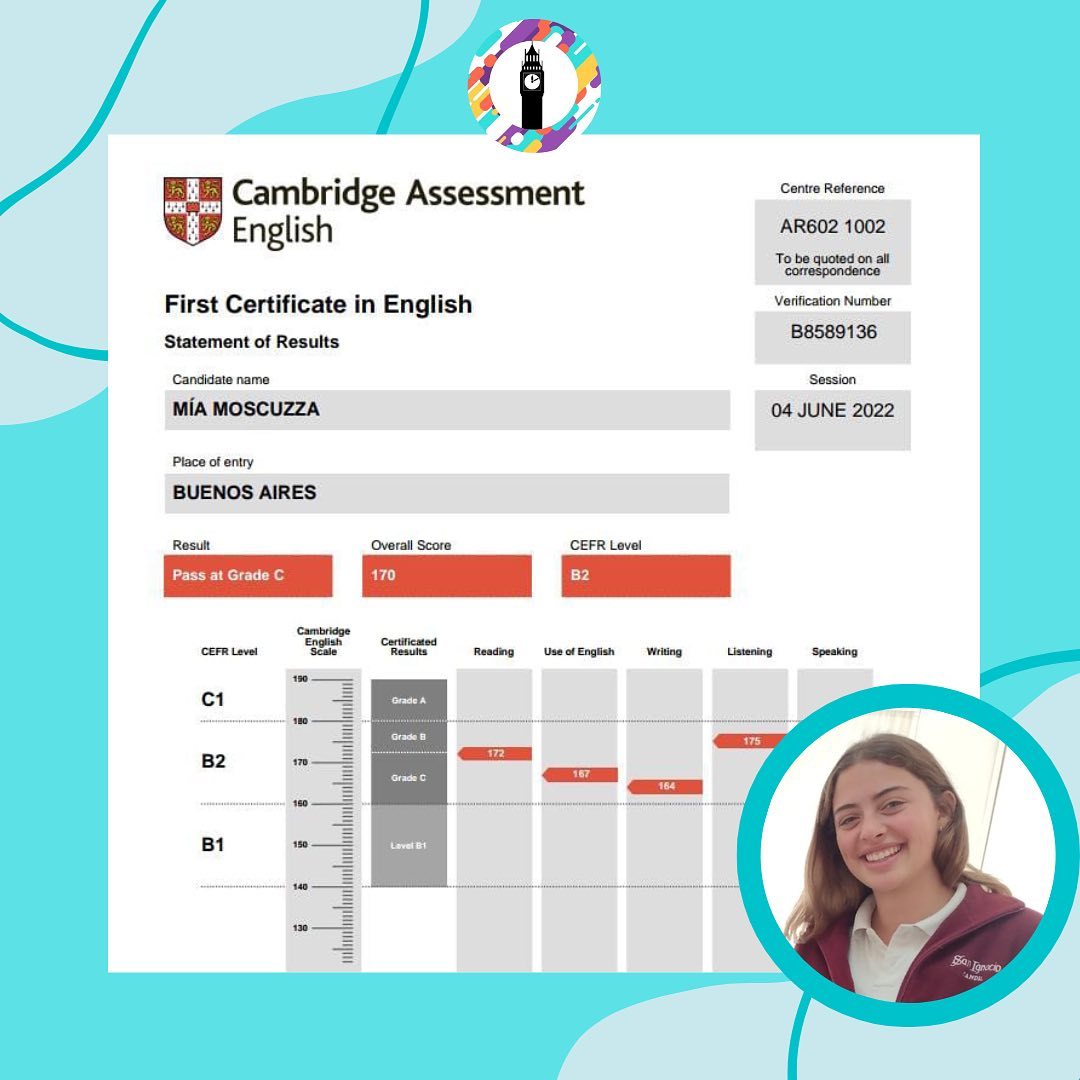 Cambridge Assessment
English
Centre Reference
AR602 1002
To be quoted on all
correspondence
Verification Number
B8589136
Session
04 JUNE 2022
First Certificate in English
Statement of Results
Candidate name
MÍA MOSCUZZA
Place of entry
BUENOS AIRES
Result Overall Score CEFR Level
Pass at Grade C 170 B2
CEFR Level Cambridge English Scale Certificated Results Reading Use of English Writing Listening Speaking
C1
190
Grade A
180
Grade B
175
B2
170
172
Grade C
167
164
160
B1
150
Level B1
140
130
San Ignacio